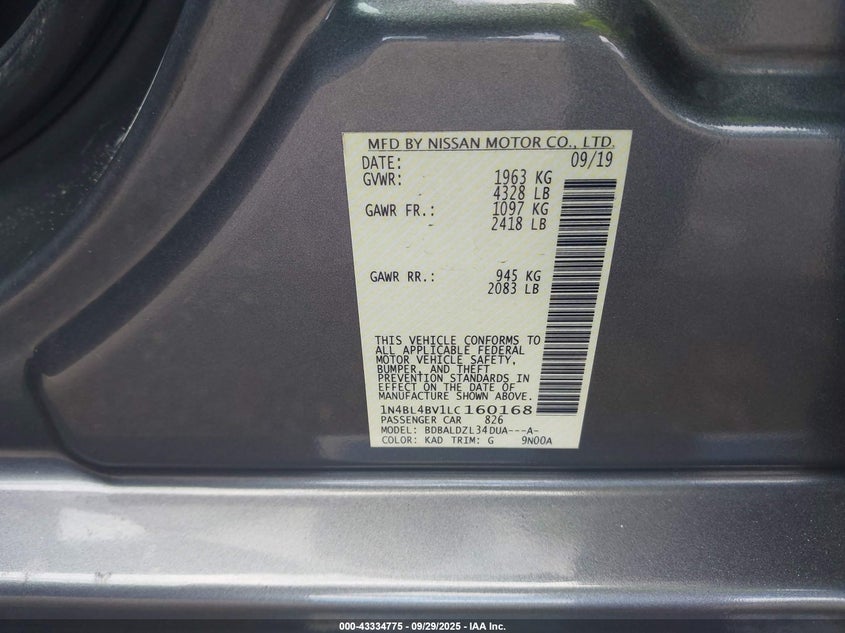 MFD BY NISSAN MOTOR CO., LTD.
DATE: 09/19
GVWR: 1963 KG
4328 LB
GAWR FR.: 1097 KG
2418 LB
GAWR RR.: 945 KG
2083 LB
THIS VEHICLE CONFORMS TO
ALL APPLICABLE FEDERAL
MOTOR VEHICLE SAFETY,
BUMPER, AND THEFT
PREVENTION STANDARDS IN
EFFECT ON THE DATE OF
MANUFACTURE SHOWN ABOVE.
1N4BL4BV1LC160168
PASSENGER CAR 826
MODEL: BDBALDZL34DUA---A-
COLOR: KAD TRIM: G 9N00A
000-43334775 - 09/29/2025 - IAA Inc.